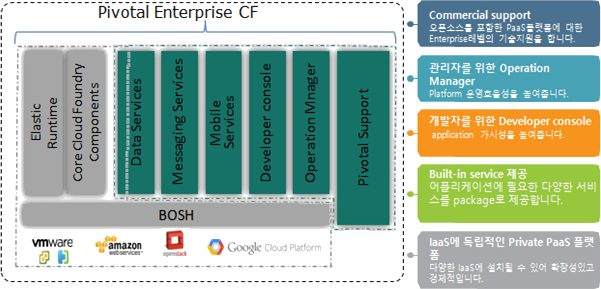 Pivotal Enterprise CF
Elastic
Runtime
Core Cloud Foundry
Components
Data Services
Messaging Services
Mobile
Services
Developer console
Operation Mnager
Pivotal Support
BOSH
vmware
amazon
webservices™
openstack
Google Cloud Platform
Commercial support
오픈소스를 포함한 PaaS플랫폼에 대한
Enterprise레벨의 기술지원을 합니다.
관리자를 위한 Operation
Manager
Platform 운영효율성을 높여줍니다.
개발자를 위한 Developer console
application 가시성을 높여줍니다.
Built-in service 제공
어플리케이션에 필요한 다양한 서비
스를 package로 제공합니다.
IaaS에 독립적인 Private PaaS 플랫
폼
다양한 IaaS에 설치될 수 있어 확장성있고
경제적입니다.